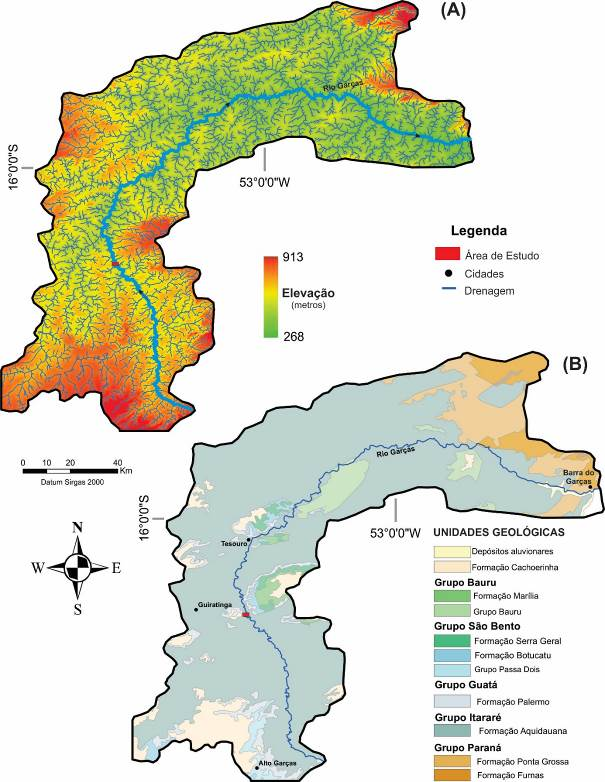 (A)
Rio Garças
16°0'0"S
53°0'0"W
Legenda
Área de Estudo
Cidades
Drenagem
913
Elevação
(metros)
268
(B)
Rio Garças
Barra do
Garças
0 10 20 40
Km
Datum Sirgas 2000
16°0'0"S
53°0'0"W
Tesouro
Guiratinga
Alto Garças
N
W E
S
UNIDADES GEOLÓGICAS
Depósitos aluvionares
Formação Cachoerinha
Grupo Bauru
Formação Marília
Grupo Bauru
Grupo São Bento
Formação Serra Geral
Formação Botucatu
Grupo Passa Dois
Grupo Guatá
Formação Palermo
Grupo Itararé
Formação Aquidauana
Grupo Paraná
Formação Ponta Grossa
Formação Furnas